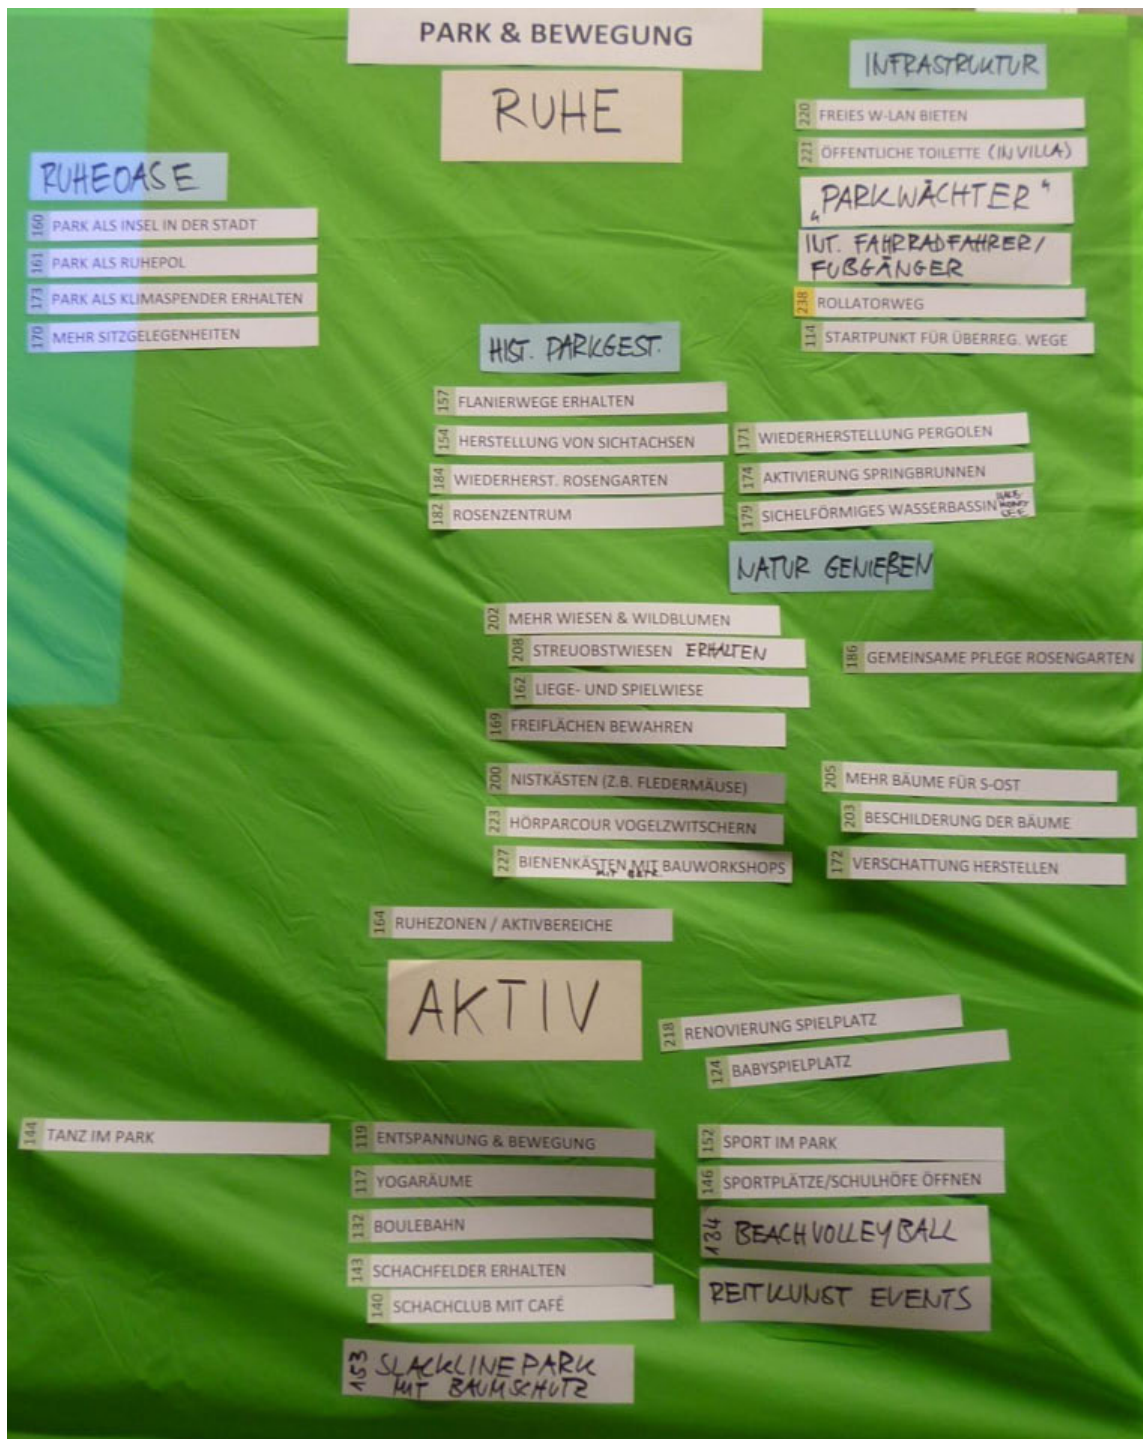 PARK & BEWEGUNG
RUHE
INFRASTRUKTUR
220 FREIES W-LAN BIETEN
221 ÖFFENTLICHE TOILETTE (IN VILLA)
„PARKWÄCHTER“
INT. FAHRRADFAHRER/
FUßGÄNGER
238 ROLLATORWEG
114 STARTPUNKT FÜR ÜBERREG. WEGE
RUHEOASE
160 PARK ALS INSEL IN DER STADT
161 PARK ALS RUHEPOL
173 PARK ALS KLIMASPENDER ERHALTEN
170 MEHR SITZGELEGENHEITEN
HIST. PARKGEST.
157 FLANIERWEGE ERHALTEN
154 HERSTELLUNG VON SICHTACHSEN
184 WIEDERHERST. ROSENGARTEN
182 ROSENZENTRUM
171 WIEDERHERSTELLUNG PERGOLEN
174 AKTIVIERUNG SPRINGBRUNNEN
179 SICHELFÖRMIGES WASSERBASSIN
NATUR GENIEßEN
202 MEHR WIESEN & WILDBLUMEN
208 STREUOBSTWIESEN ERHALTEN
162 LIEGE- UND SPIELWIESE
169 FREIFLÄCHEN BEWAHREN
186 GEMEINSAME PFLEGE ROSENGARTEN
200 NISTKÄSTEN (Z.B. FLEDERMÄUSE)
223 HÖRPARCOUR VOGELZWITSCHERN
227 BIENENKÄSTEN MIT BAUWORKSHOPS
205 MEHR BÄUME FÜR S-OST
203 BESCHILDERUNG DER BÄUME
172 VERSCHATTUNG HERSTELLEN
164 RUHEZONEN / AKTIVBEREICHE
AKTIV
218 RENOVIERUNG SPIELPLATZ
124 BABYSPIELPLATZ
144 TANZ IM PARK
119 ENTSPANNUNG & BEWEGUNG
117 YOGARÄUME
132 BOULEBAHN
143 SCHACHFELDER ERHALTEN
140 SCHACHCLUB MIT CAFÉ
153 SLACKLINEPARK
MIT BAUMSCHUTZ
152 SPORT IM PARK
146 SPORTPLÄTZE/SCHULHÖFE ÖFFNEN
134 BEACHVOLLEYBALL
REITKUNST EVENTS